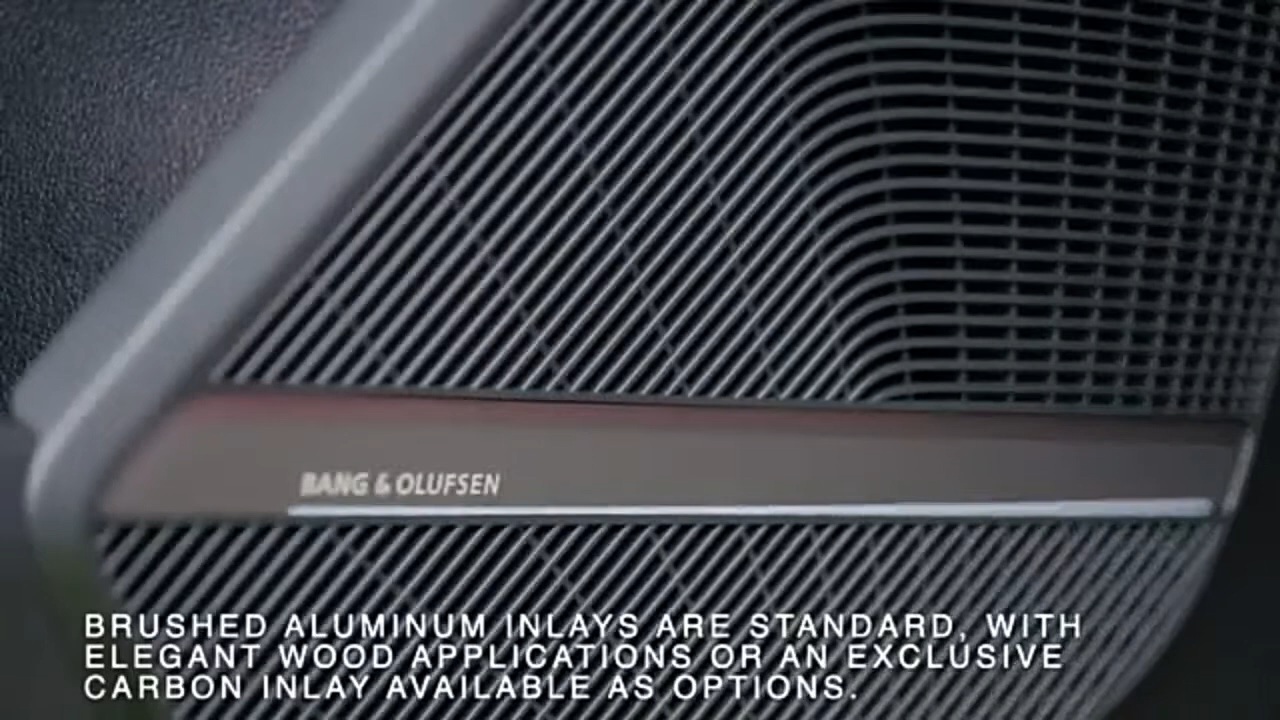 BANG & OLUFSEN
BRUSHED ALUMINUM INLAYS ARE STANDARD, WITH
ELEGANT WOOD APPLICATIONS OR AN EXCLUSIVE
CARBON INLAY AVAILABLE AS OPTIONS.